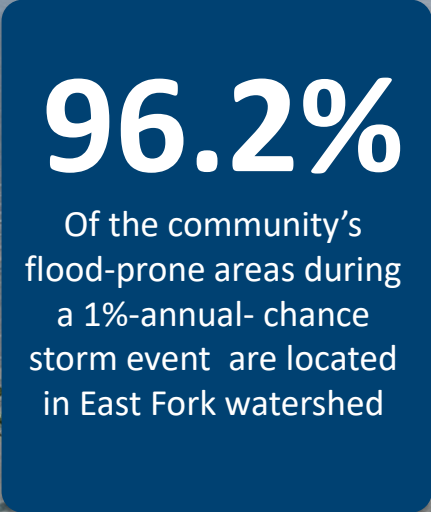 96.2%
Of the community’s
flood-prone areas during
a 1%-annual- chance
storm event  are located
in East Fork watershed